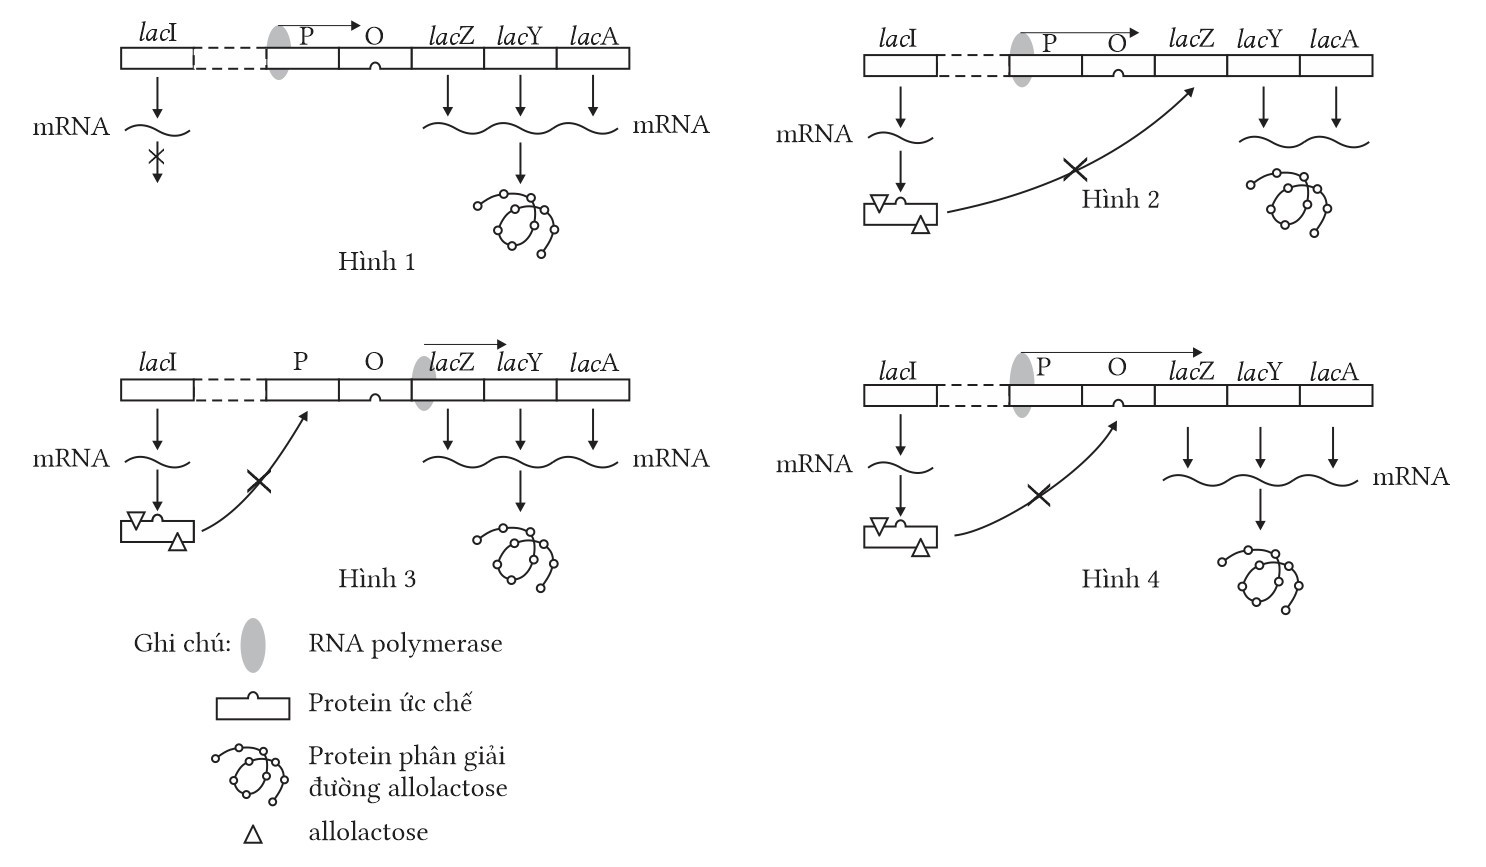 lacI P O lacZ lacY lacA
mRNA mRNA
Hình 1
lacI P O lacZ lacY lacA
mRNA
Hình 2
lacI P O lacZ lacY lacA
mRNA mRNA
Hình 3
lacI P O lacZ lacY lacA
mRNA mRNA
Hình 4
Ghi chú: RNA polymerase
Protein ức chế
Protein phân giải
đường allolactose
allolactose